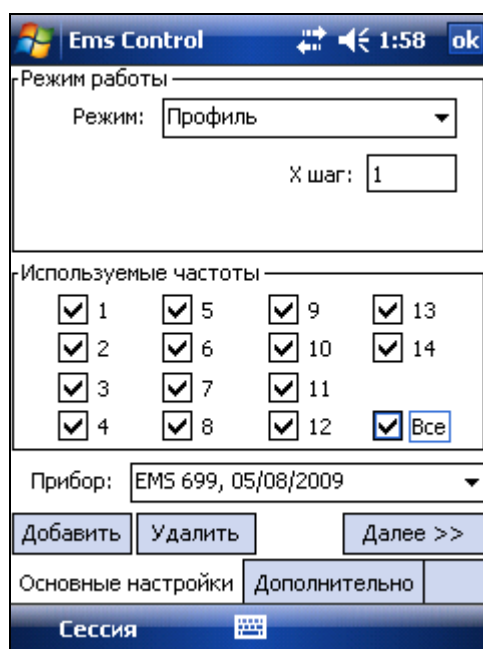 Ems Control 1:58 ok
Режим работы
Режим: Профиль
X шаг: 1
Используемые частоты
1 5 9 13
2 6 10 14
3 7 11
4 8 12 Все
Прибор: EMS 699, 05/08/2009
Добавить Удалить Далее >>
Основные настройки Дополнительно
Сессия